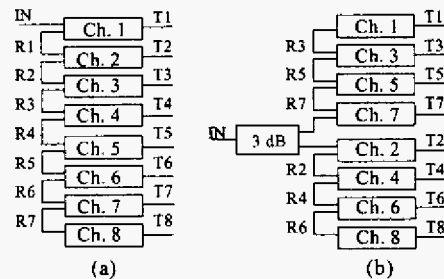 IN Ch. 1 T1
R1 Ch. 2 T2
R2 Ch. 3 T3
R3 Ch. 4 T4
R4 Ch. 5 T5
R5 Ch. 6 T6
R6 Ch. 7 T7
R7 Ch. 8 T8
(a)
Ch. 1 T1
R3 Ch. 3 T3
R5 Ch. 5 T5
R7 Ch. 7 T7
IN 3 dB Ch. 2 T2
R2 Ch. 4 T4
R4 Ch. 6 T6
R6 Ch. 8 T8
(b)